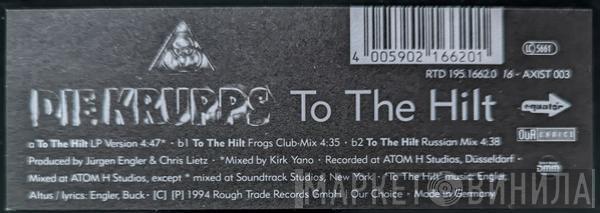 4 005902 166201
LC 5661
RTD 195.1662.0 16 - AXIST 003
DIE KRUPPS To The Hilt
equator
OUR CHOICE
a To The Hilt LP Version 4:47* · b1 To The Hilt Frogs Club-Mix 4:35 · b2 To The Hilt Russian Mix 4:38
Produced by Jürgen Engler & Chris Lietz · *Mixed by Kirk Yano · Recorded at ATOM H Studios, Düsseldorf ·
Mixed at ATOM H Studios, except * mixed at Soundtrack Studios, New York · 'To The Hilt' music: Engler,
Altus / lyrics: Engler, Buck · [C] [P] 1994 Rough Trade Records GmbH / Our Choice · Made in Germany
МАРКЕТ ВИНИЛА